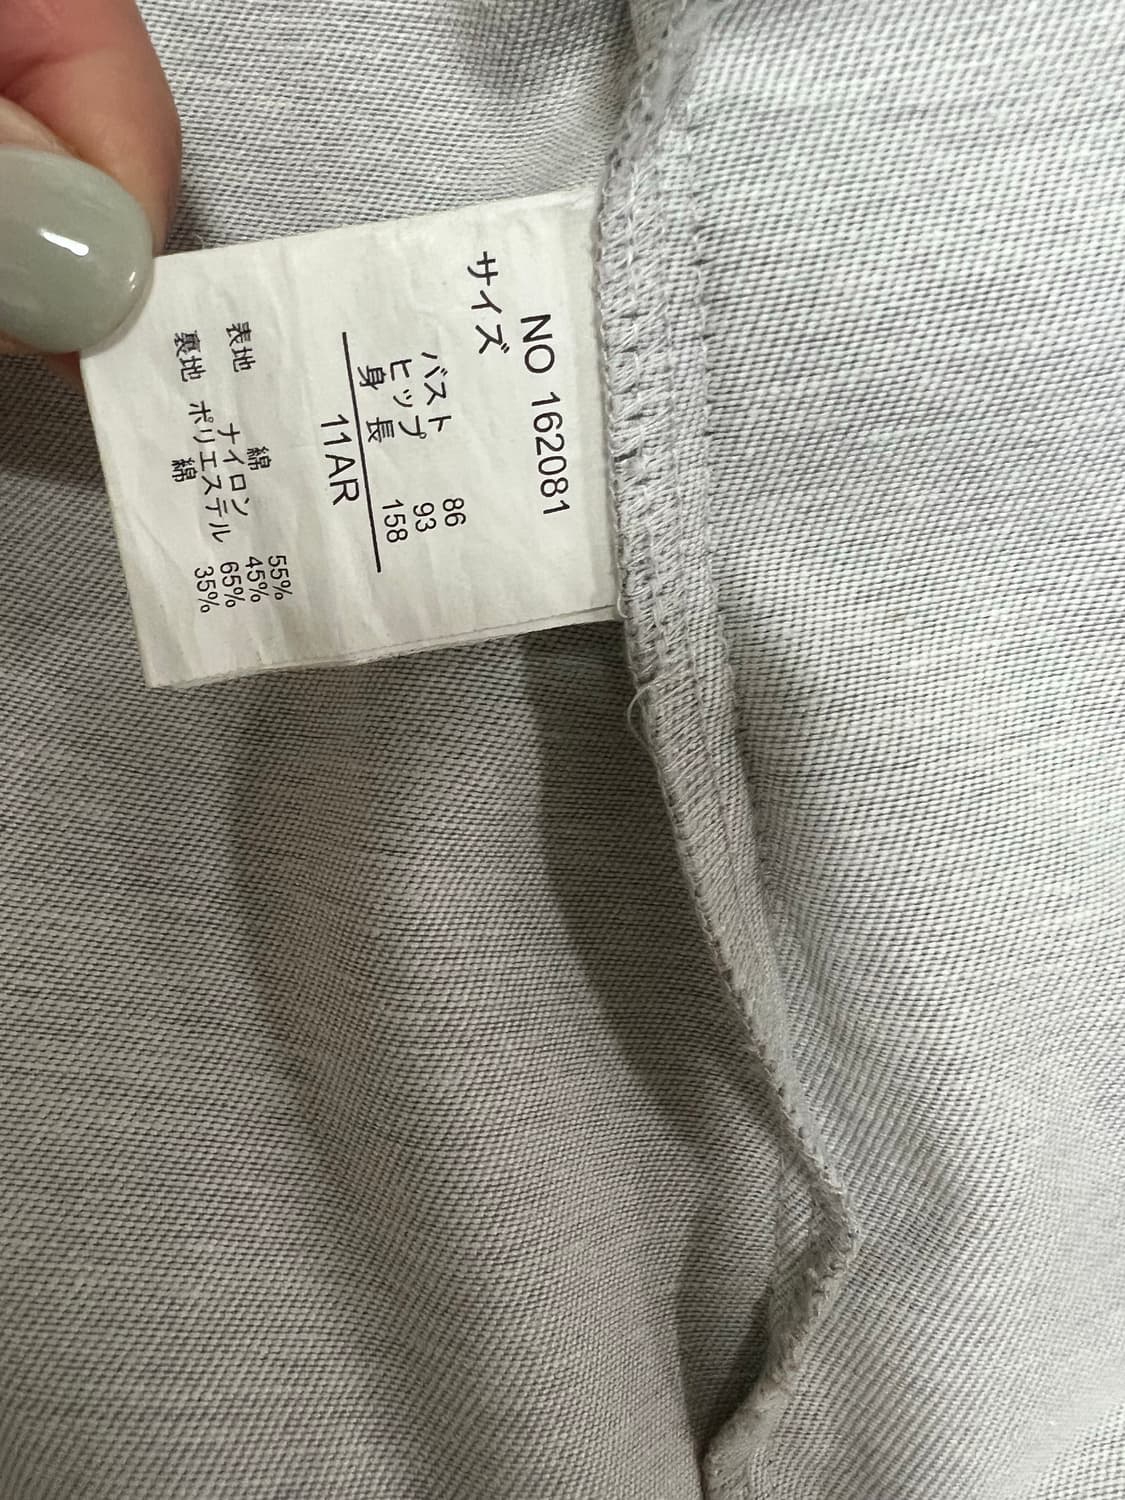 NO 162081
サイズ
バスト 86
ヒップ 93
身長 158
11AR
表地 綿 55%
ナイロン 45%
裏地 ポリエステル 65%
綿 35%